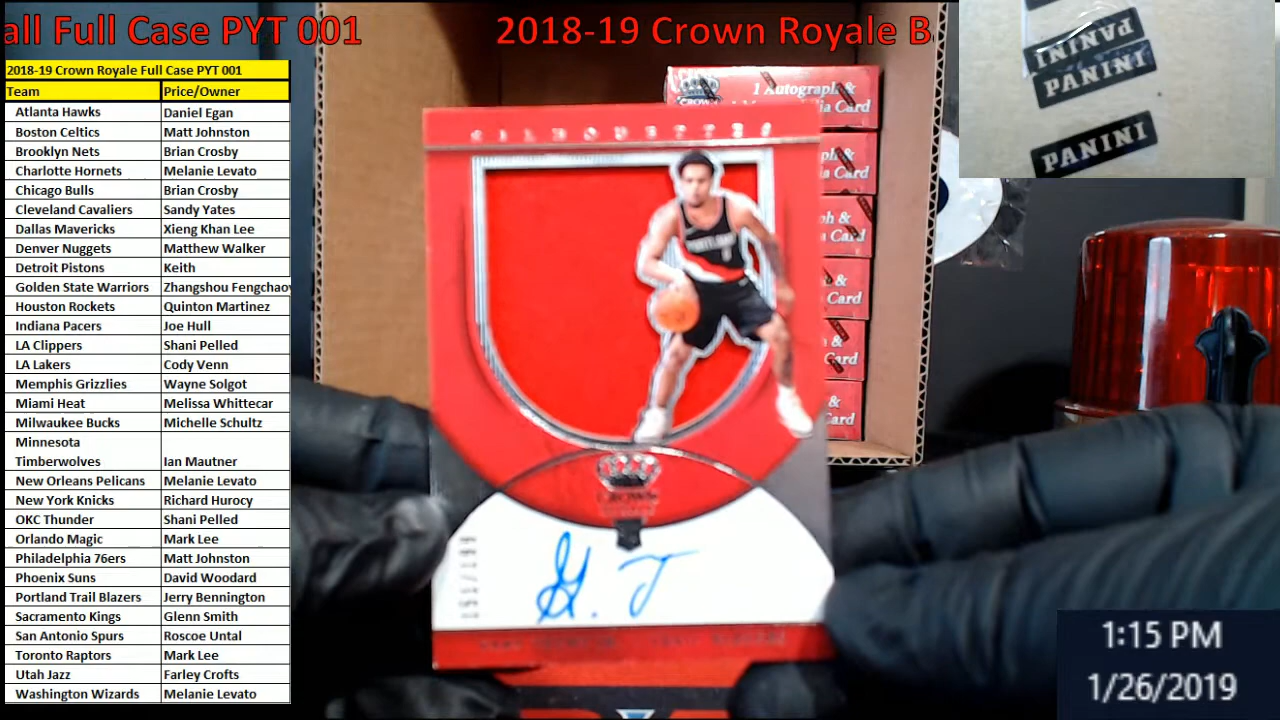 all Full Case PYT 001
2018-19 Crown Royale B
2018-19 Crown Royale Full Case PYT 001
Team Price/Owner
Atlanta Hawks Daniel Egan
Boston Celtics Matt Johnston
Brooklyn Nets Brian Crosby
Charlotte Hornets Melanie Levato
Chicago Bulls Brian Crosby
Cleveland Cavaliers Sandy Yates
Dallas Mavericks Xieng Khan Lee
Denver Nuggets Matthew Walker
Detroit Pistons Keith
Golden State Warriors Zhangshou Fengchaov
Houston Rockets Quinton Martinez
Indiana Pacers Joe Hull
LA Clippers Shani Pelled
LA Lakers Cody Venn
Memphis Grizzlies Wayne Solgot
Miami Heat Melissa Whittecar
Milwaukee Bucks Michelle Schultz
Minnesota
Timberwolves Ian Mautner
New Orleans Pelicans Melanie Levato
New York Knicks Richard Hurocy
OKC Thunder Shani Pelled
Orlando Magic Mark Lee
Philadelphia 76ers Matt Johnston
Phoenix Suns David Woodard
Portland Trail Blazers Jerry Bennington
Sacramento Kings Glenn Smith
San Antonio Spurs Roscoe Untal
Toronto Raptors Mark Lee
Utah Jazz Farley Crofts
Washington Wizards Melanie Levato
PANINI
PANINI
PANINI
1 Autograph &
Card
SILHOUETTES
CROWN
G. T
1:15 PM
1/26/2019